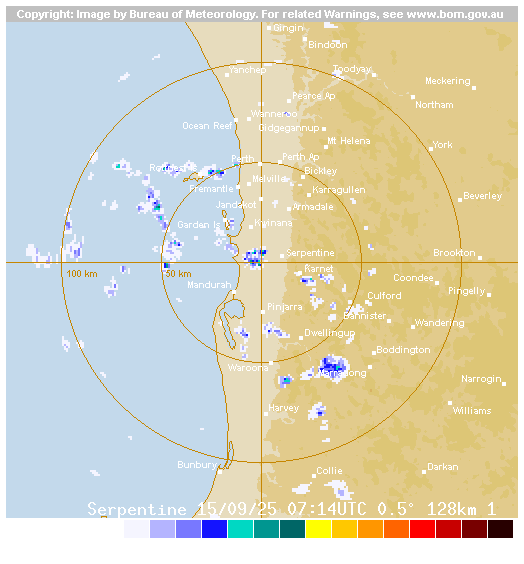 Copyright: Image by Bureau of Meteorology. For related Warnings, see www.bom.gov.au
Gingin
Bindoon
Yanchep
Toodyay
Meckering
Pearce Ap
Northam
Wanneroo
Ocean Reef
Gidgegannup
Mt Helena
York
Perth
Perth Ap
Bickley
Melville
Fremantle
Karragullen
Beverley
Jandakot
Armadale
Garden Is
Kwinana
Serpentine
Brookton
100 km
50 km
Karnet
Coondee
Mandurah
Culford
Pingelly
Pinjarra
Bannister
Wandering
Dwellingup
Boddington
Waroona
Marradong
Narrogin
Harvey
Williams
Bunbury
Collie
Darkan
Serpentine 15/09/25 07:14UTC 0.5° 128km 1